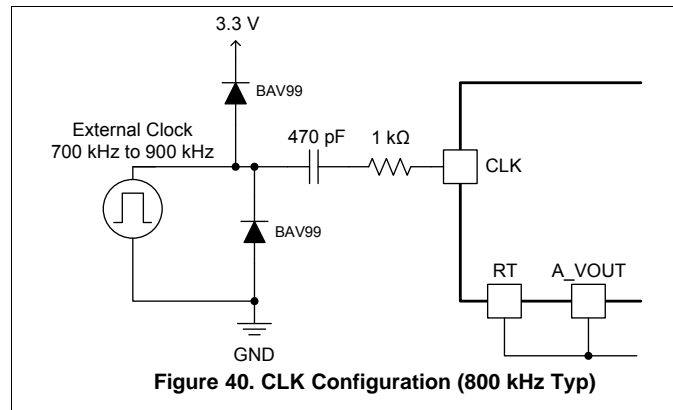 3.3 V
BAV99
External Clock
700 kHz to 900 kHz
470 pF
1 kΩ
CLK
BAV99
RT
A_VOUT
GND
Figure 40. CLK Configuration (800 kHz Typ)